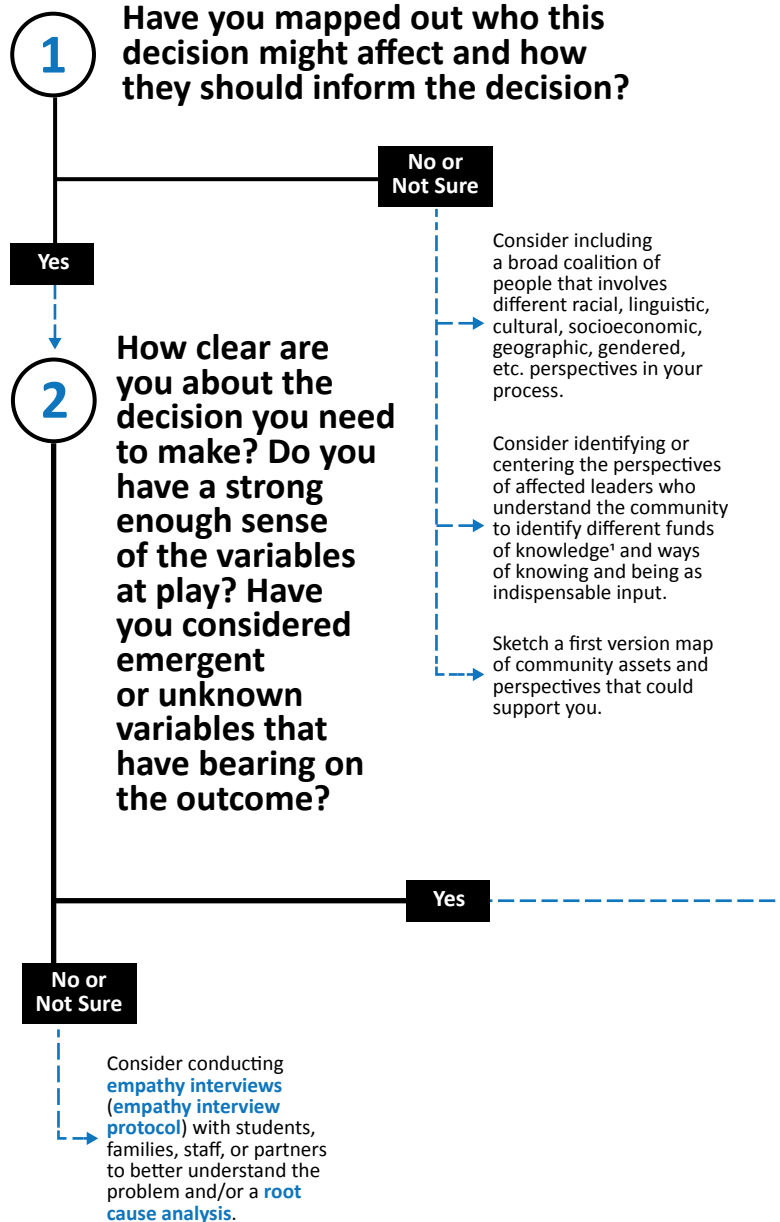 1
Have you mapped out who this
decision might affect and how
they should inform the decision?
No or
Not Sure
Consider including
a broad coalition of
people that involves
different racial, linguistic,
cultural, socioeconomic,
geographic, gendered,
etc. perspectives in your
process.
Consider identifying or
centering the perspectives
of affected leaders who
understand the community
to identify different funds
of knowledge¹ and ways
of knowing and being as
indispensable input.
Sketch a first version map
of community assets and
perspectives that could
support you.
Yes
2
How clear are
you about the
decision you need
to make? Do you
have a strong
enough sense
of the variables
at play? Have
you considered
emergent
or unknown
variables that
have bearing on
the outcome?
Yes
No or
Not Sure
Consider conducting
empathy interviews
(empathy interview
protocol) with students,
families, staff, or partners
to better understand the
problem and/or a root
cause analysis.